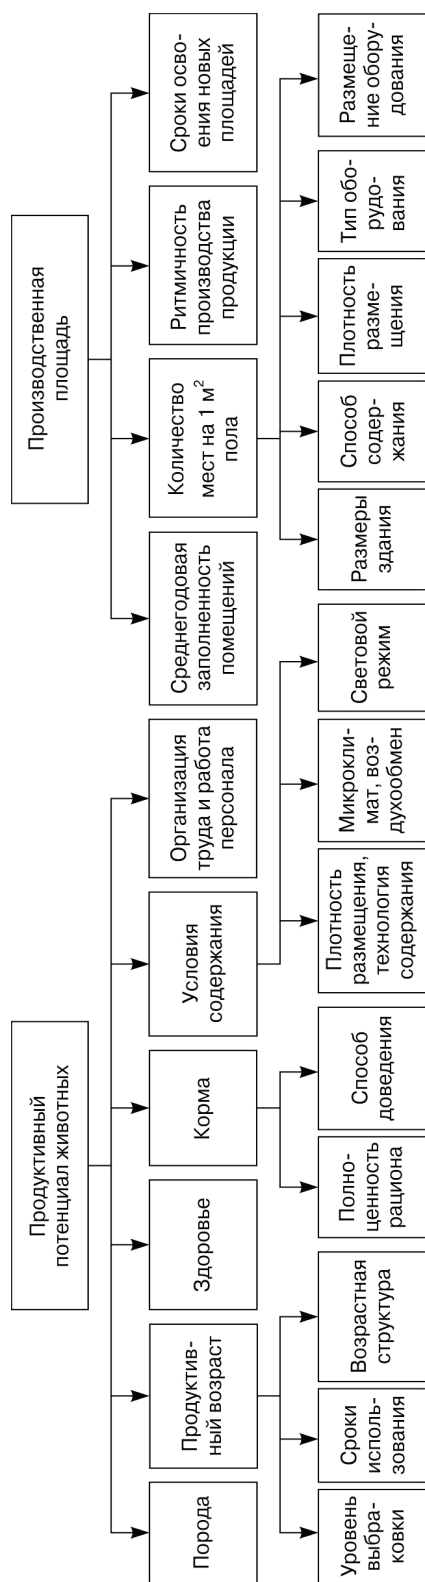 Продуктивный
потенциал животных
Производственная
площадь
Порода
Продуктив-
ный возраст
Здоровье
Корма
Условия
содержания
Организация
труда и работа
персонала
Среднегодовая
заполненность
помещений
Количество
мест на 1 м²
пола
Ритмичность
производства
продукции
Сроки осво-
ения новых
площадей
Уровень
выбра-
ковки
Сроки
исполь-
зования
Возрастная
структура
Полно-
ценность
рациона
Способ
доведения
Плотность
размещения,
технология
содержания
Микрокли-
мат, воз-
духообмен
Световой
режим
Размеры
здания
Способ
содер-
жания
Плотность
разме-
щения
Тип обо-
рудо-
вания
Размеще-
ние обору-
дования